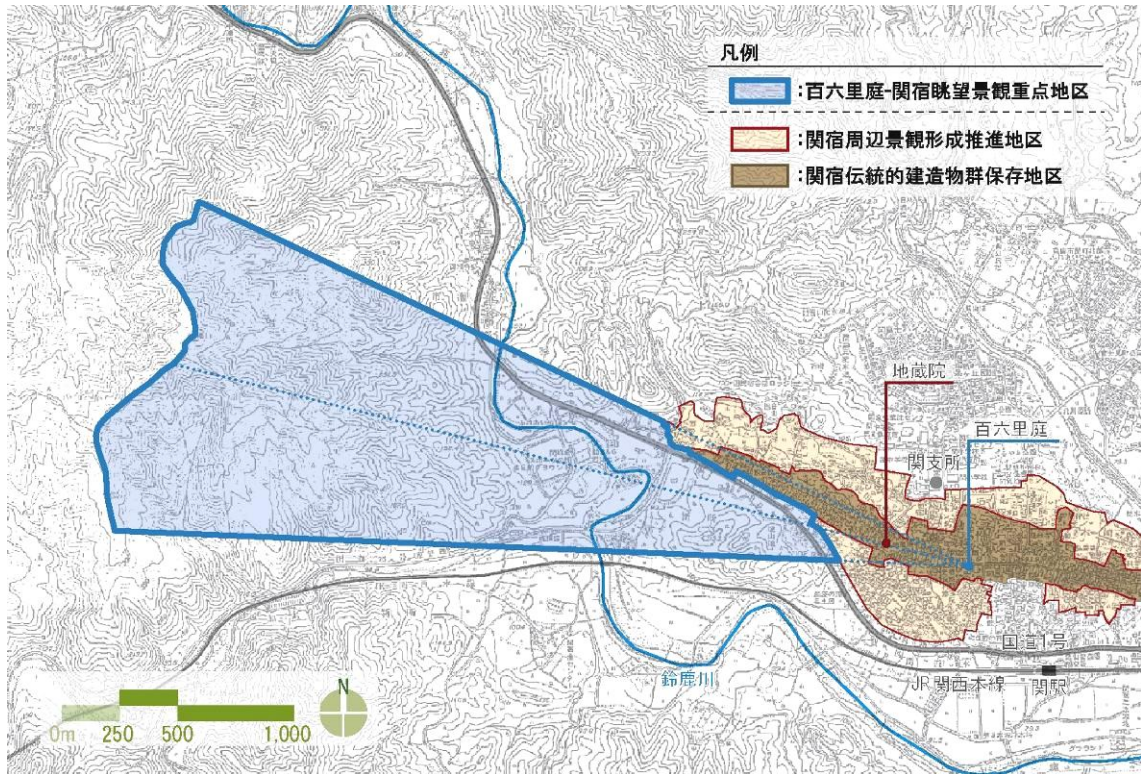 凡例
:百六里庭-関宿眺望景観重点地区
:関宿周辺景観形成推進地区
:関宿伝統的建造物群保存地区
地蔵院
百六里庭
関支所
国道1号
JR関西本線
関駅
鈴鹿川
N
0m 250 500 1.000